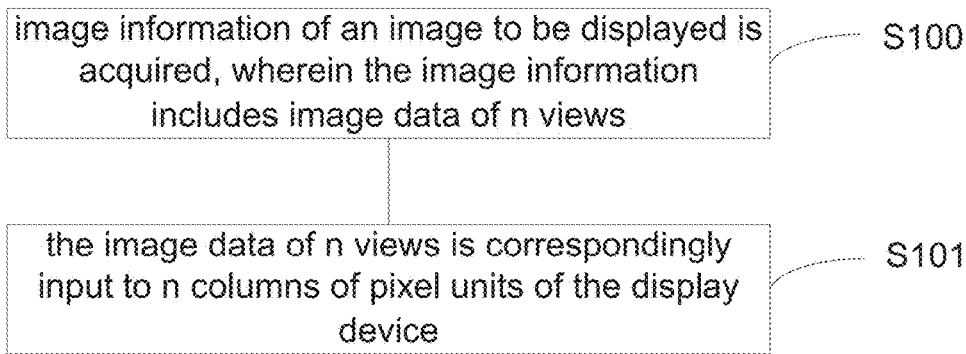 image information of an image to be displayed is
acquired, wherein the image information
includes image data of n views
S100
the image data of n views is correspondingly
input to n columns of pixel units of the display
device
S101